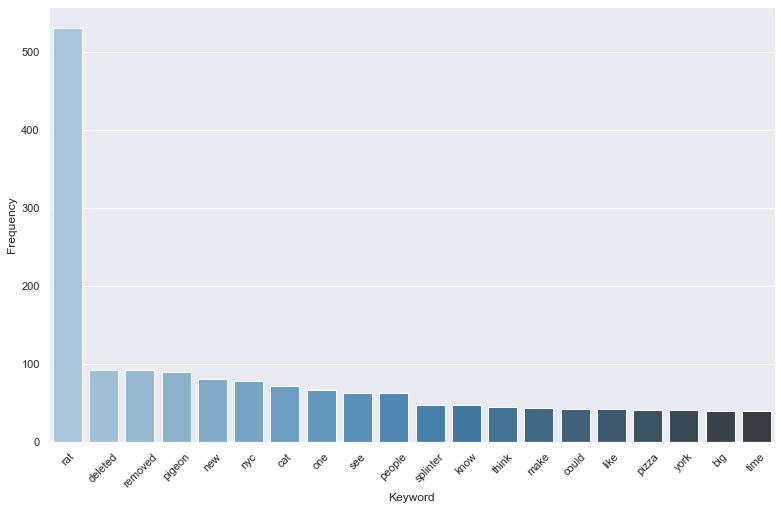 500
400
300
200
100
0
Frequency
rat
deleted
removed
pigeon
new
nyc
cat
one
see
people
splinter
know
think
make
could
like
pizza
york
big
time
Keyword